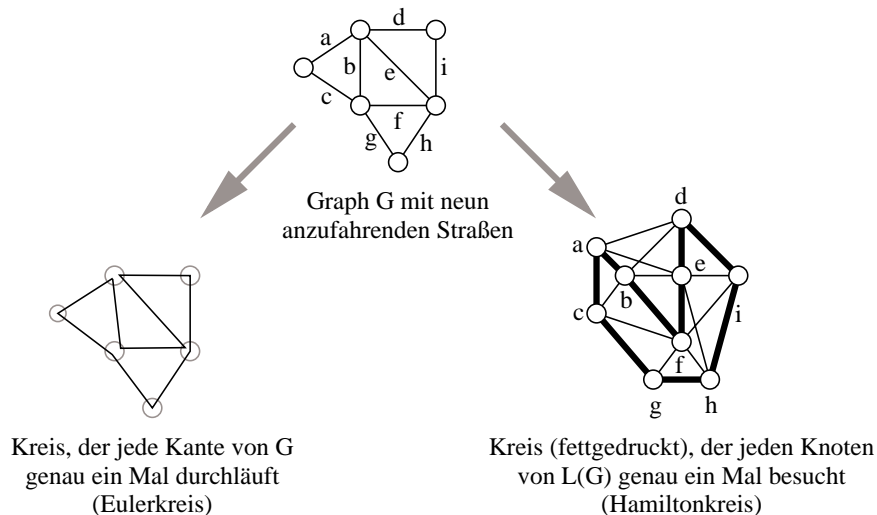 d
a
b
e
i
c
f
g
h
Graph G mit neun
anzufahrenden Straßen
d
a
e
b
c
i
f
g
h
Kreis, der jede Kante von G
genau ein Mal durchläuft
(Eulerkreis)
Kreis (fettgedruckt), der jeden Knoten
von L(G) genau ein Mal besucht
(Hamiltonkreis)